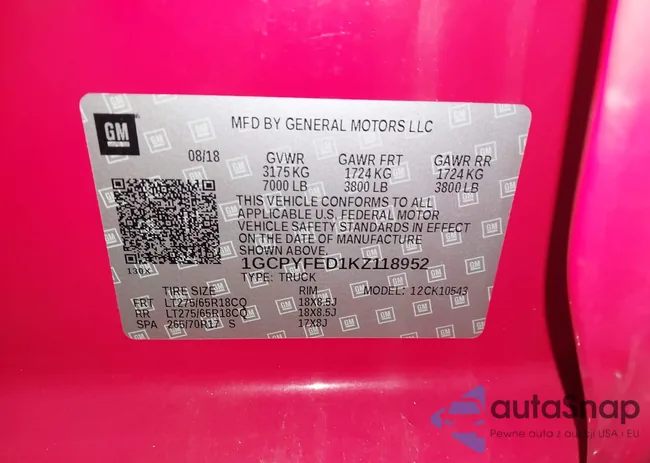 GM
MFD BY GENERAL MOTORS LLC
08/18 GVWR GAWR FRT GAWR RR
3175 KG 1724 KG 1724 KG
7000 LB 3800 LB 3800 LB
THIS VEHICLE CONFORMS TO ALL
APPLICABLE U.S. FEDERAL MOTOR
VEHICLE SAFETY STANDARDS IN EFFECT
ON THE DATE OF MANUFACTURE
SHOWN ABOVE.
1GCPYFED1KZ118952
130X TYPE: TRUCK
TIRE SIZE RIM MODEL: 12CK10543
FRT LT275/65R18CQ 18X8.5J
RR LT275/65R18CQ 18X8.5J
SPA 265/70R17 S 17X8J
autaSnap
Pewne auta z aukcji USA i EU